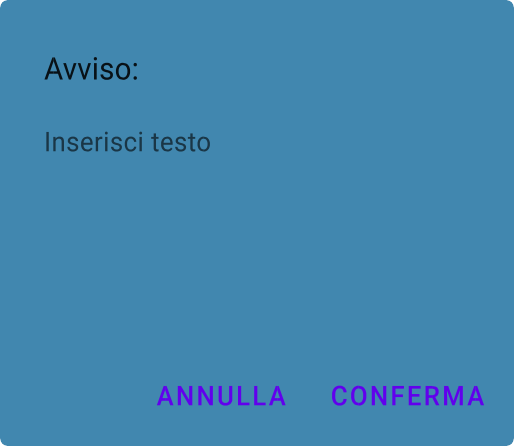 Avviso:
Inserisci testo
ANNULLA CONFERMA